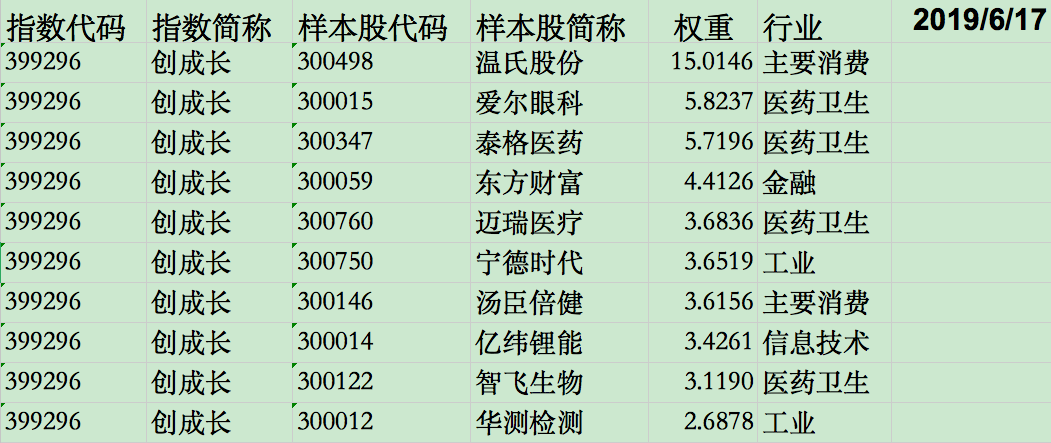 指数代码 指数简称 样本股代码 样本股简称 权重 行业 2019/6/17
399296 创成长 300498 温氏股份 15.0146 主要消费
399296 创成长 300015 爱尔眼科 5.8237 医药卫生
399296 创成长 300347 泰格医药 5.7196 医药卫生
399296 创成长 300059 东方财富 4.4126 金融
399296 创成长 300760 迈瑞医疗 3.6836 医药卫生
399296 创成长 300750 宁德时代 3.6519 工业
399296 创成长 300146 汤臣倍健 3.6156 主要消费
399296 创成长 300014 亿纬锂能 3.4261 信息技术
399296 创成长 300122 智飞生物 3.1190 医药卫生
399296 创成长 300012 华测检测 2.6878 工业